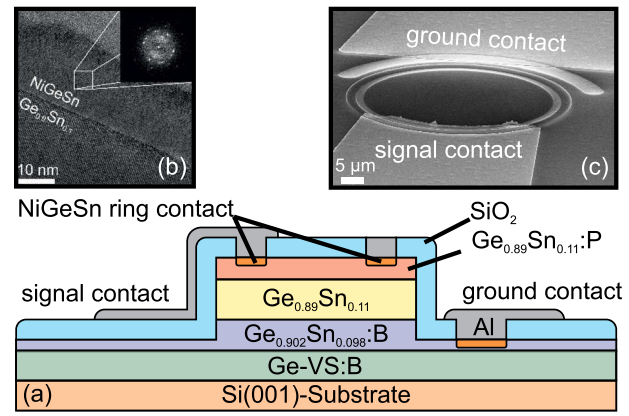 NiGeSn
Ge0.9Sn0.1
10 nm
(b)
ground contact
signal contact
5 µm
(c)
NiGeSn ring contact
SiO₂
Ge₀.₈₉Sn₀.₁₁:P
signal contact
Ge₀.₈₉Sn₀.₁₁
ground contact
Al
Ge₀.₉₀₂Sn₀.₀₉₈:B
Ge-VS:B
(a)
Si(001)-Substrate